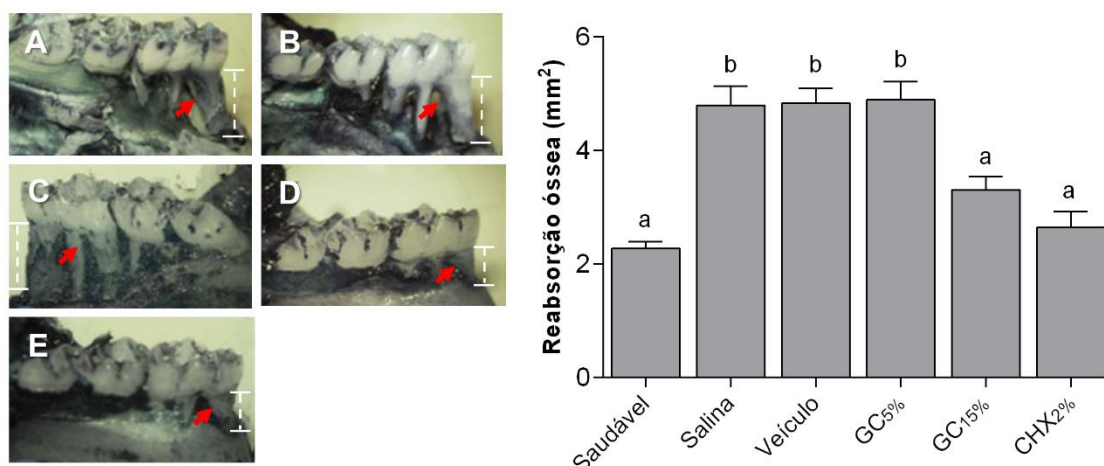 A
B
C
D
E
Reabsorção óssea (mm²)
6
4
2
0
a
b
b
b
a
a
Saudável
Salina
Veículo
GC5%
GC15%
CHX2%